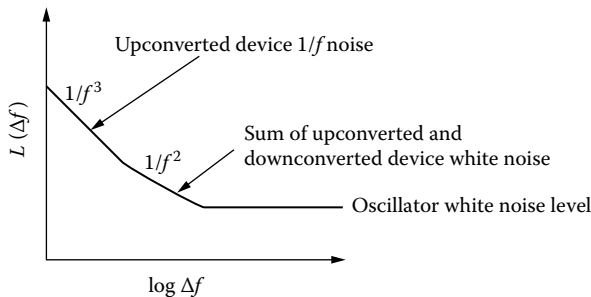 Upconverted device 1/f noise
1/f³
L (Δf)
1/f²
Sum of upconverted and
downconverted device white noise
Oscillator white noise level
log Δf